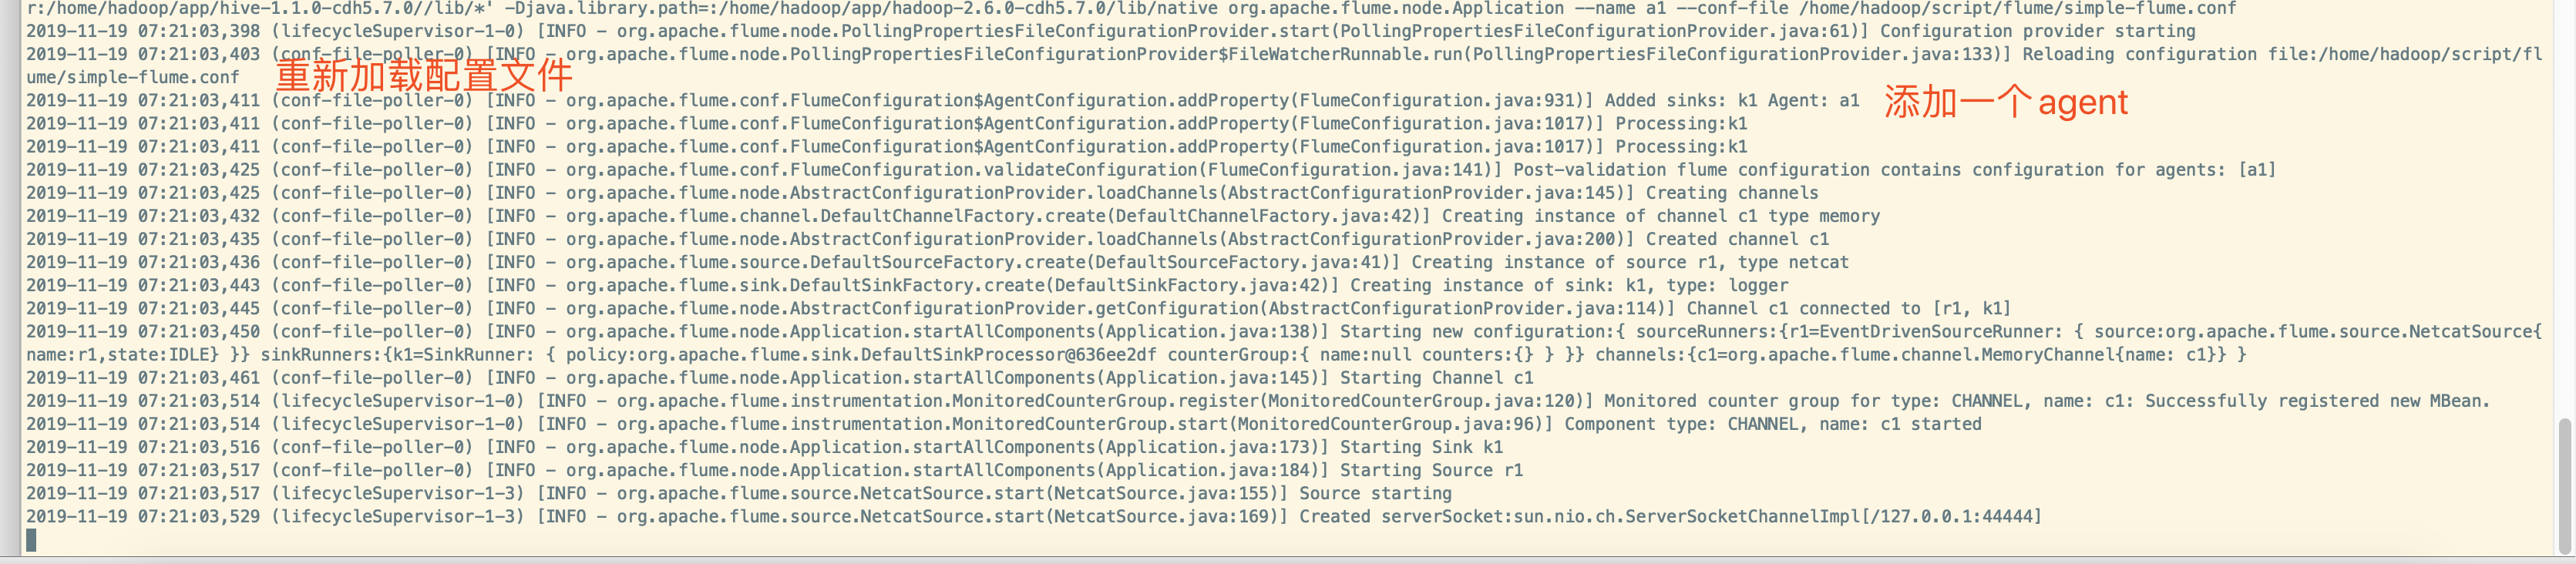 r:/home/hadoop/app/hive-1.1.0-cdh5.7.0//lib/*' -Djava.library.path=:/home/hadoop/app/hadoop-2.6.0-cdh5.7.0/lib/native org.apache.flume.node.Application --name a1 --conf-file /home/hadoop/script/flume/simple-flume.conf
2019-11-19 07:21:03,398 (lifecycleSupervisor-1-0) [INFO - org.apache.flume.node.PollingPropertiesFileConfigurationProvider.start(PollingPropertiesFileConfigurationProvider.java:61)] Configuration provider starting
2019-11-19 07:21:03,403 (conf-file-poller-0) [INFO - org.apache.flume.node.PollingPropertiesFileConfigurationProvider$FileWatcherRunnable.run(PollingPropertiesFileConfigurationProvider.java:133)] Reloading configuration file:/home/hadoop/script/fl
ume/simple-flume.conf 重新加载配置文件
2019-11-19 07:21:03,411 (conf-file-poller-0) [INFO - org.apache.flume.conf.FlumeConfiguration$AgentConfiguration.addProperty(FlumeConfiguration.java:931)] Added sinks: k1 Agent: a1 添加一个agent
2019-11-19 07:21:03,411 (conf-file-poller-0) [INFO - org.apache.flume.conf.FlumeConfiguration$AgentConfiguration.addProperty(FlumeConfiguration.java:1017)] Processing:k1
2019-11-19 07:21:03,411 (conf-file-poller-0) [INFO - org.apache.flume.conf.FlumeConfiguration$AgentConfiguration.addProperty(FlumeConfiguration.java:1017)] Processing:k1
2019-11-19 07:21:03,425 (conf-file-poller-0) [INFO - org.apache.flume.conf.FlumeConfiguration.validateConfiguration(FlumeConfiguration.java:141)] Post-validation flume configuration contains configuration for agents: [a1]
2019-11-19 07:21:03,425 (conf-file-poller-0) [INFO - org.apache.flume.node.AbstractConfigurationProvider.loadChannels(AbstractConfigurationProvider.java:145)] Creating channels
2019-11-19 07:21:03,432 (conf-file-poller-0) [INFO - org.apache.flume.channel.DefaultChannelFactory.create(DefaultChannelFactory.java:42)] Creating instance of channel c1 type memory
2019-11-19 07:21:03,435 (conf-file-poller-0) [INFO - org.apache.flume.node.AbstractConfigurationProvider.loadChannels(AbstractConfigurationProvider.java:200)] Created channel c1
2019-11-19 07:21:03,436 (conf-file-poller-0) [INFO - org.apache.flume.source.DefaultSourceFactory.create(DefaultSourceFactory.java:41)] Creating instance of source r1, type netcat
2019-11-19 07:21:03,443 (conf-file-poller-0) [INFO - org.apache.flume.sink.DefaultSinkFactory.create(DefaultSinkFactory.java:42)] Creating instance of sink: k1, type: logger
2019-11-19 07:21:03,445 (conf-file-poller-0) [INFO - org.apache.flume.node.AbstractConfigurationProvider.getConfiguration(AbstractConfigurationProvider.java:114)] Channel c1 connected to [r1, k1]
2019-11-19 07:21:03,450 (conf-file-poller-0) [INFO - org.apache.flume.node.Application.startAllComponents(Application.java:138)] Starting new configuration:{ sourceRunners:{r1=EventDrivenSourceRunner: { source:org.apache.flume.source.NetcatSource{
name:r1,state:IDLE} }} sinkRunners:{k1=SinkRunner: { policy:org.apache.flume.sink.DefaultSinkProcessor@636ee2df counterGroup:{ name:null counters:{} } }} channels:{c1=org.apache.flume.channel.MemoryChannel{name: c1}} }
2019-11-19 07:21:03,461 (conf-file-poller-0) [INFO - org.apache.flume.node.Application.startAllComponents(Application.java:145)] Starting Channel c1
2019-11-19 07:21:03,514 (lifecycleSupervisor-1-0) [INFO - org.apache.flume.instrumentation.MonitoredCounterGroup.register(MonitoredCounterGroup.java:120)] Monitored counter group for type: CHANNEL, name: c1: Successfully registered new MBean.
2019-11-19 07:21:03,514 (lifecycleSupervisor-1-0) [INFO - org.apache.flume.instrumentation.MonitoredCounterGroup.start(MonitoredCounterGroup.java:96)] Component type: CHANNEL, name: c1 started
2019-11-19 07:21:03,516 (conf-file-poller-0) [INFO - org.apache.flume.node.Application.startAllComponents(Application.java:173)] Starting Sink k1
2019-11-19 07:21:03,517 (conf-file-poller-0) [INFO - org.apache.flume.node.Application.startAllComponents(Application.java:184)] Starting Source r1
2019-11-19 07:21:03,517 (lifecycleSupervisor-1-3) [INFO - org.apache.flume.source.NetcatSource.start(NetcatSource.java:155)] Source starting
2019-11-19 07:21:03,529 (lifecycleSupervisor-1-3) [INFO - org.apache.flume.source.NetcatSource.start(NetcatSource.java:169)] Created serverSocket:sun.nio.ch.ServerSocketChannelImpl[/127.0.0.1:44444]